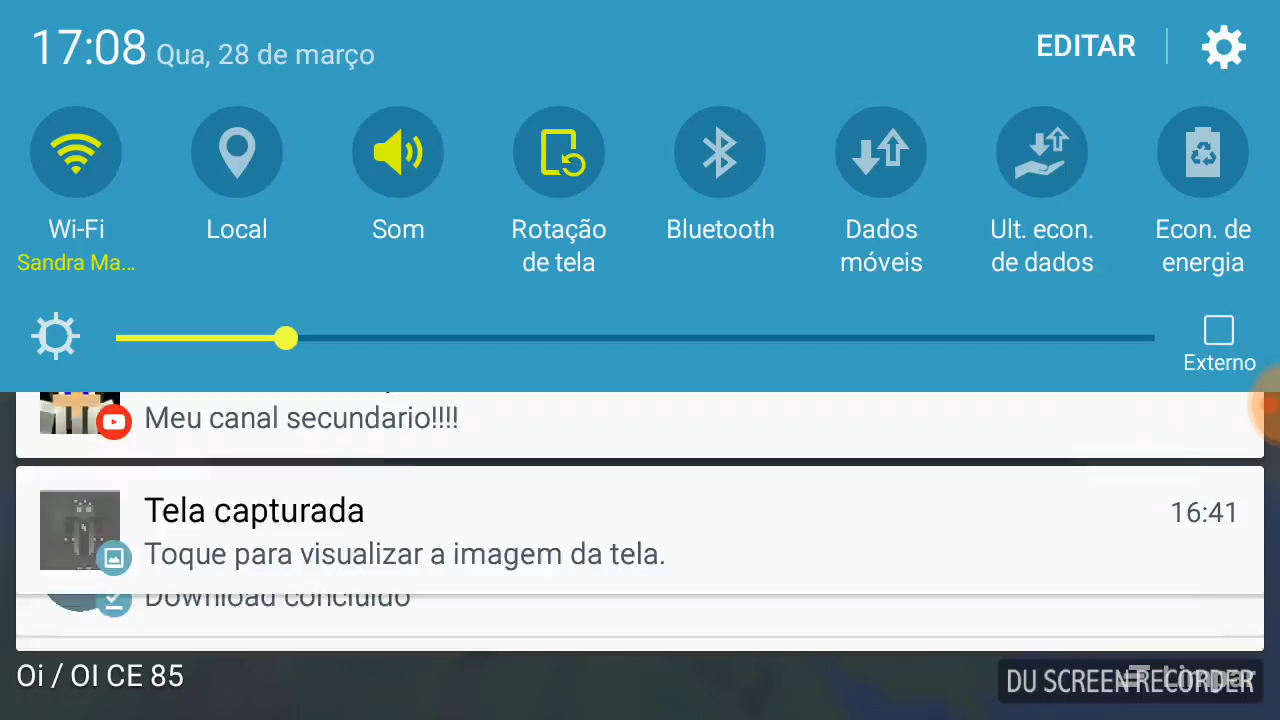 17:08 Qua, 28 de março
EDITAR
Wi-Fi
Sandra Ma...
Local
Som
Rotação
de tela
Bluetooth
Dados
móveis
Ult. econ.
de dados
Econ. de
energia
Externo
Meu canal secundario!!!!
Tela capturada
16:41
Toque para visualizar a imagem da tela.
Download concluído
Oi / OI CE 85
Limpar
DU SCREEN RECORDER